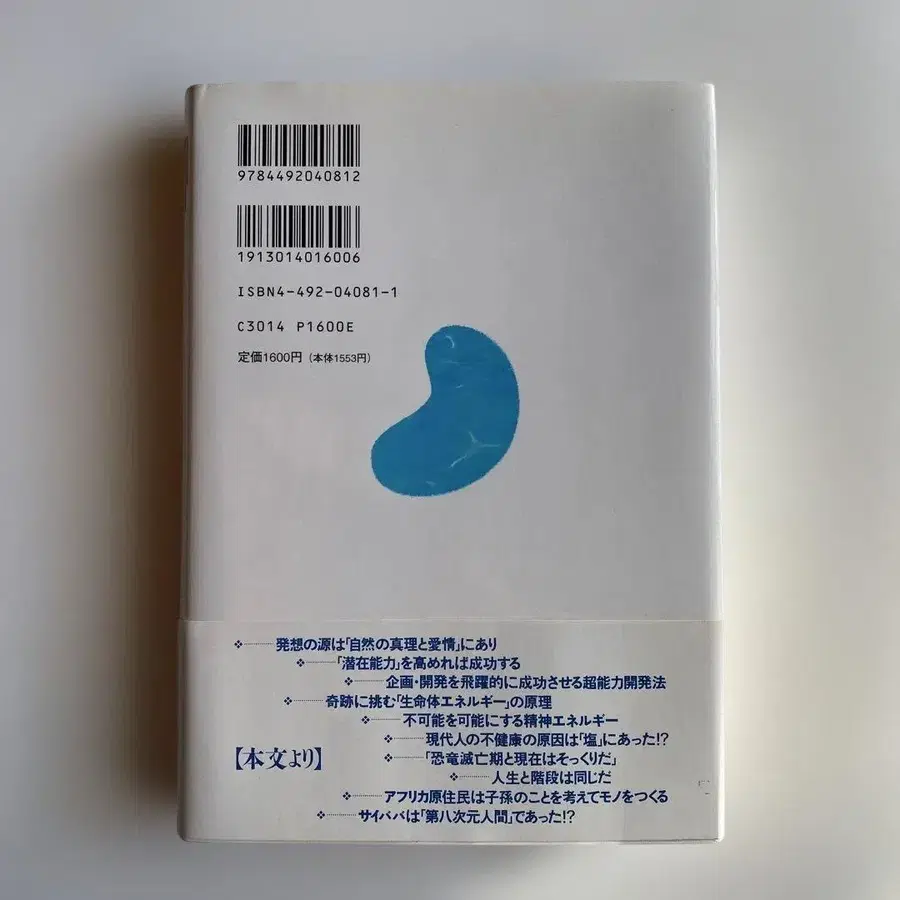 9784492040812
1913014016006
ISBN4-492-04081-1
C3014 P1600E
定価1600円（本体1553円）
❖………発想の源は「自然の真理と愛情」にあり
❖………「潜在能力」を高めれば成功する
❖………企画・開発を飛躍的に成功させる超能力開発法
❖………奇跡に挑む「生命体エネルギー」の原理
❖………不可能を可能にする精神エネルギー
❖………現代人の不健康の原因は「塩」にあった!?
【本文より】
❖………「恐竜滅亡期と現在はそっくりだ」
❖………人生と階段は同じだ
❖………アフリカ原住民は子孫のことを考えてモノをつくる
❖………サイババは「第八次元人間」であった!?